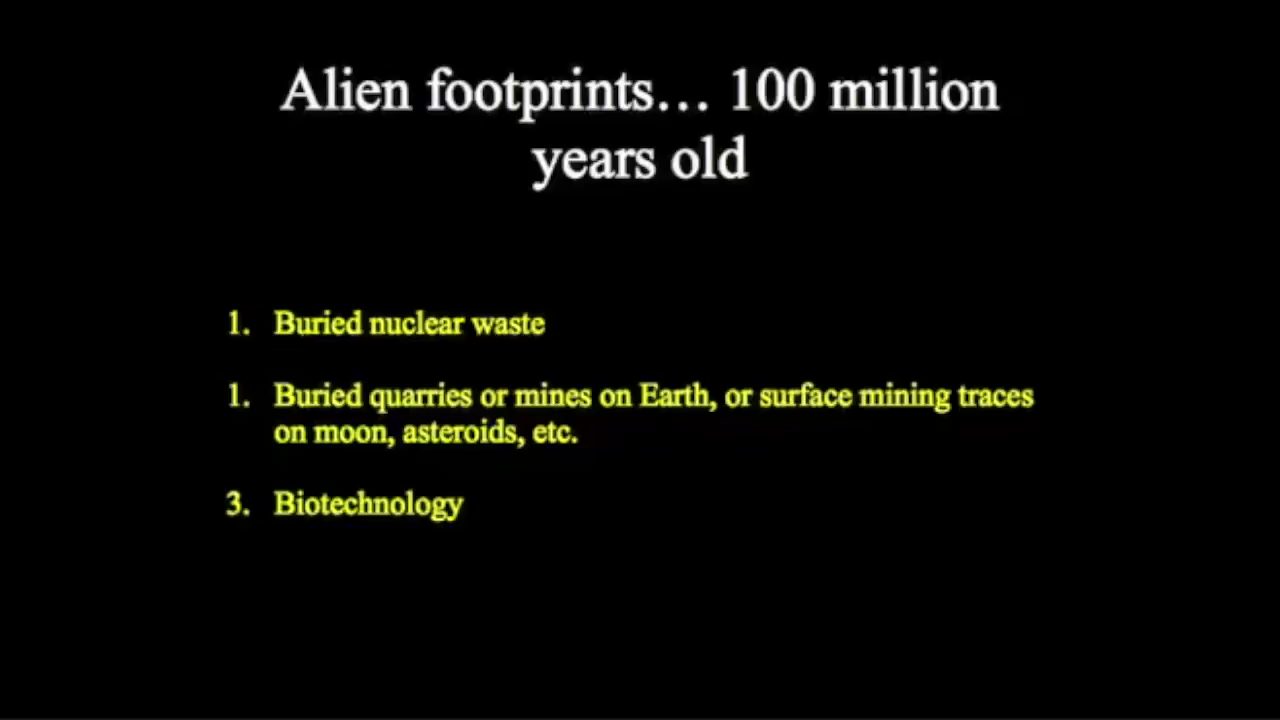 Alien footprints… 100 million
years old
1. Buried nuclear waste
1. Buried quarries or mines on Earth, or surface mining traces
on moon, asteroids, etc.
3. Biotechnology